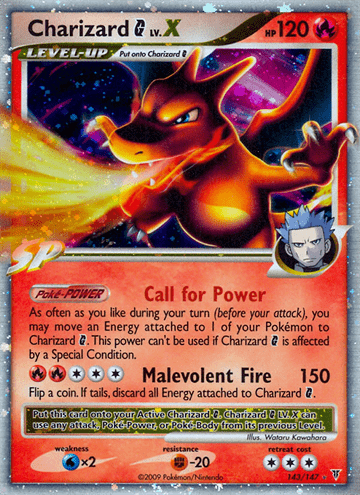 Charizard G LV.X HP 120
LEVEL-UP Put onto Charizard G
SP
Poké-POWER Call for Power
As often as you like during your turn (before your attack), you
may move an Energy attached to 1 of your Pokémon to
Charizard G. This power can't be used if Charizard G is affected
by a Special Condition.
Malevolent Fire 150
Flip a coin. If tails, discard all Energy attached to Charizard G.
Put this card onto your Active Charizard G. Charizard G LV.X can
use any attack, Poké-Power, or Poké-Body from its previous Level.
Illus. Wataru Kawahara
weakness resistance retreat cost
×2 -20
©2009 Pokémon/Nintendo 143/147